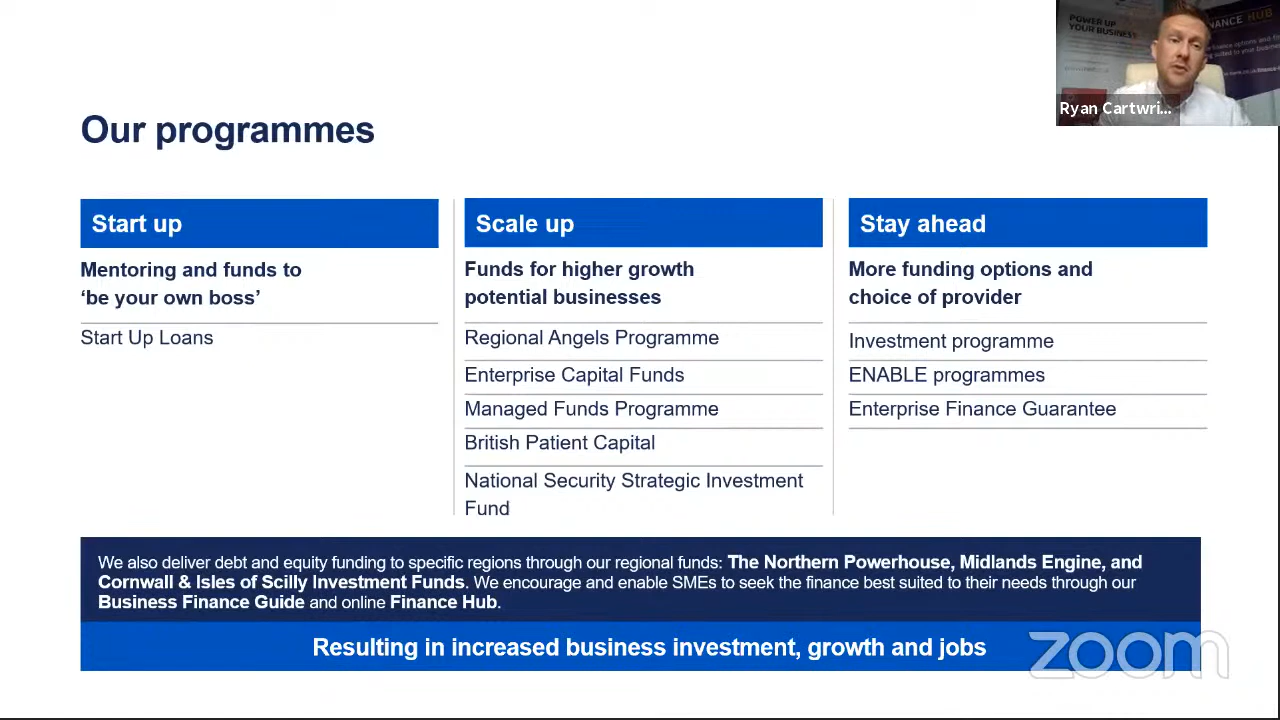 POWER UP
YOUR BUSINESS
FINANCE HUB
Ryan Cartwri...
Our programmes
Start up
Mentoring and funds to
‘be your own boss’
Start Up Loans
Scale up
Funds for higher growth
potential businesses
Regional Angels Programme
Enterprise Capital Funds
Managed Funds Programme
British Patient Capital
National Security Strategic Investment
Fund
Stay ahead
More funding options and
choice of provider
Investment programme
ENABLE programmes
Enterprise Finance Guarantee
We also deliver debt and equity funding to specific regions through our regional funds: The Northern Powerhouse, Midlands Engine, and
Cornwall & Isles of Scilly Investment Funds. We encourage and enable SMEs to seek the finance best suited to their needs through our
Business Finance Guide and online Finance Hub.
Resulting in increased business investment, growth and jobs
zoom